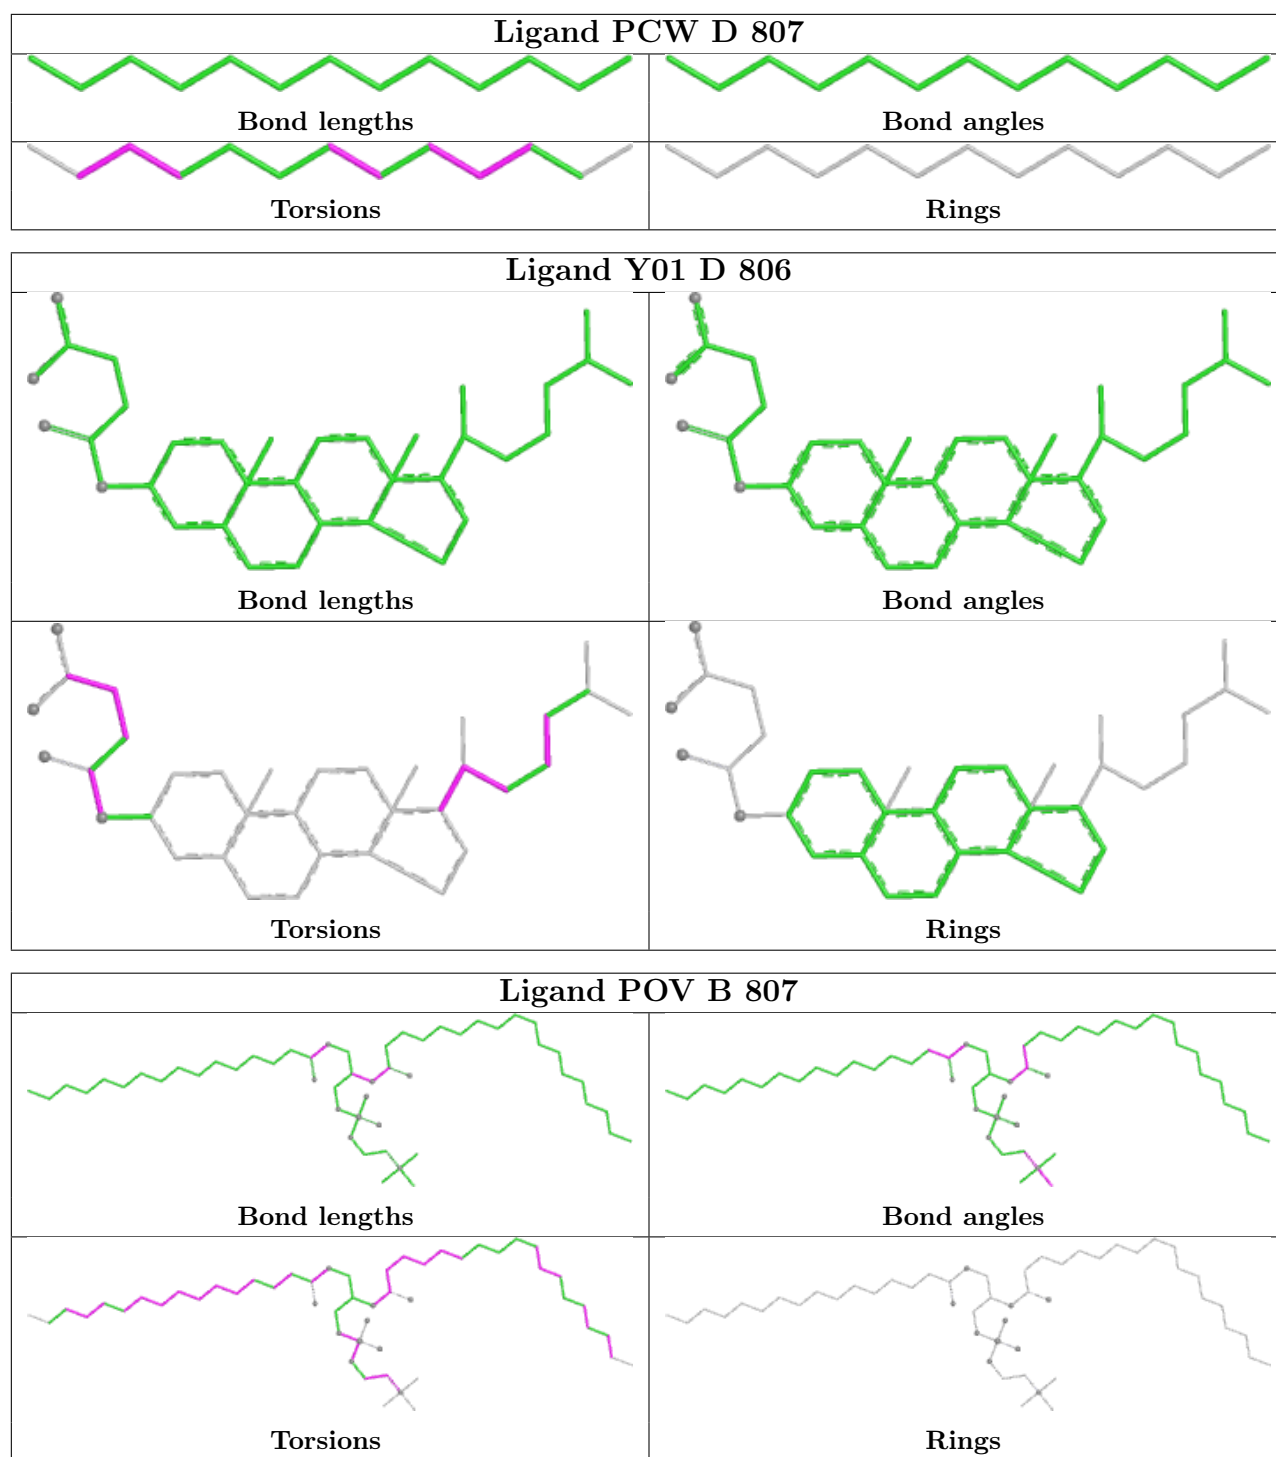 Ligand PCW D 807
Bond lengths
Bond angles
Torsions
Rings
Ligand Y01 D 806
Bond lengths
Bond angles
Torsions
Rings
Ligand POV B 807
Bond lengths
Bond angles
Torsions
Rings